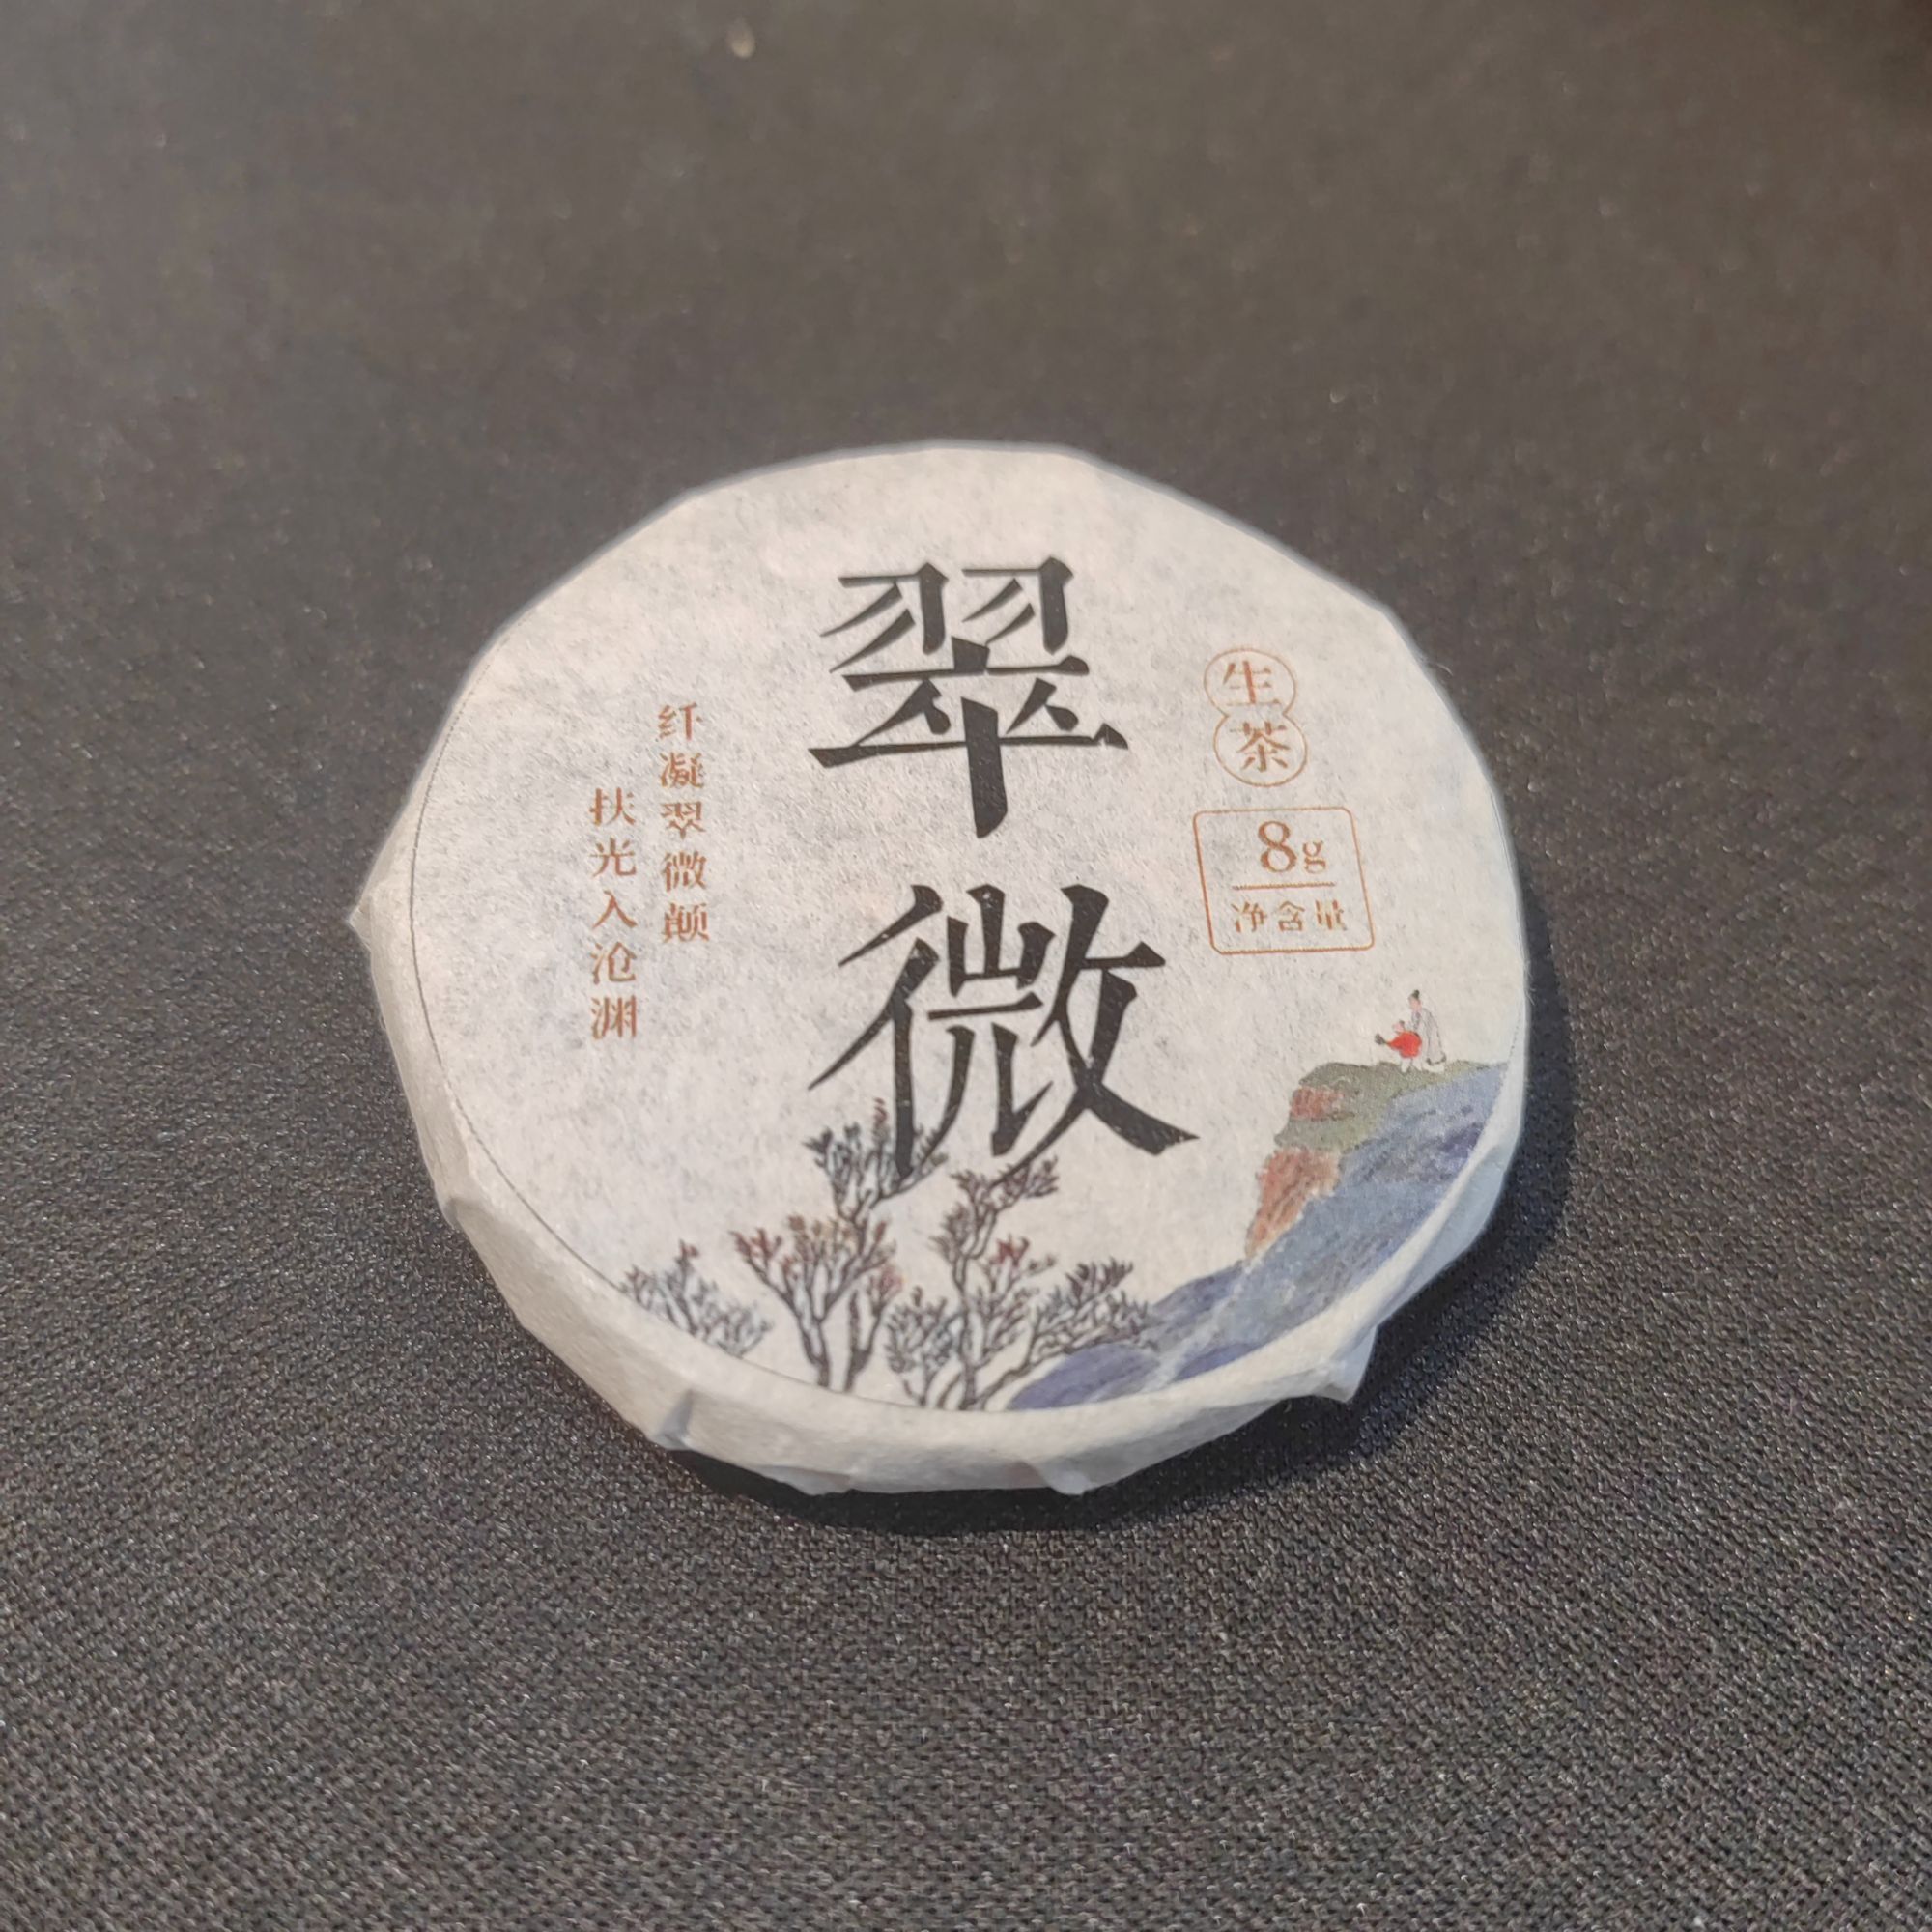 翠微
生茶
8g
净含量
纤凝翠微颠
扶光入沧渊